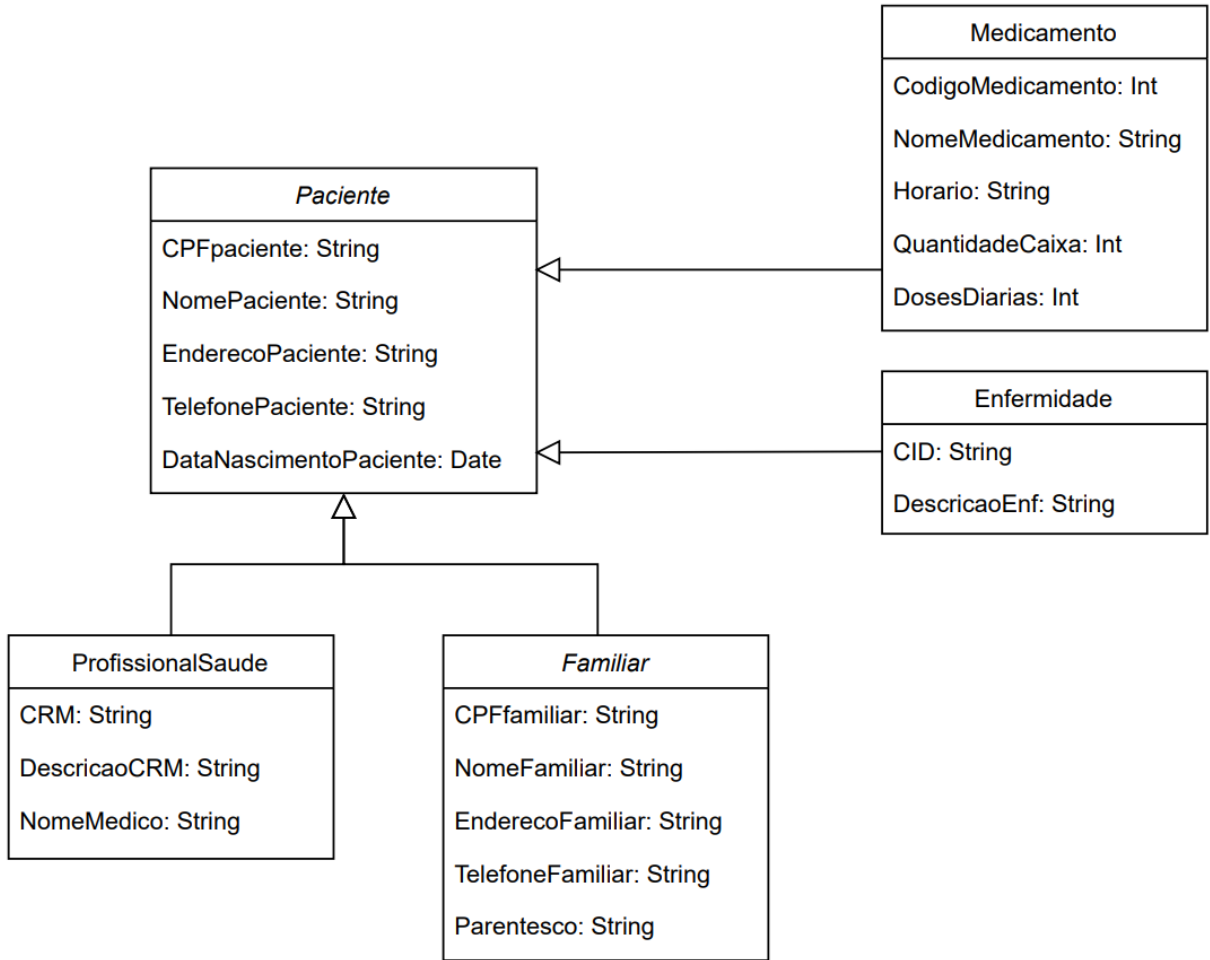 Medicamento
CodigoMedicamento: Int
NomeMedicamento: String
Horario: String
QuantidadeCaixa: Int
DosesDiarias: Int
Paciente
CPFpaciente: String
NomePaciente: String
EnderecoPaciente: String
TelefonePaciente: String
DataNascimentoPaciente: Date
Enfermidade
CID: String
DescricaoEnf: String
ProfissionalSaude
CRM: String
DescricaoCRM: String
NomeMedico: String
Familiar
CPFfamiliar: String
NomeFamiliar: String
EnderecoFamiliar: String
TelefoneFamiliar: String
Parentesco: String